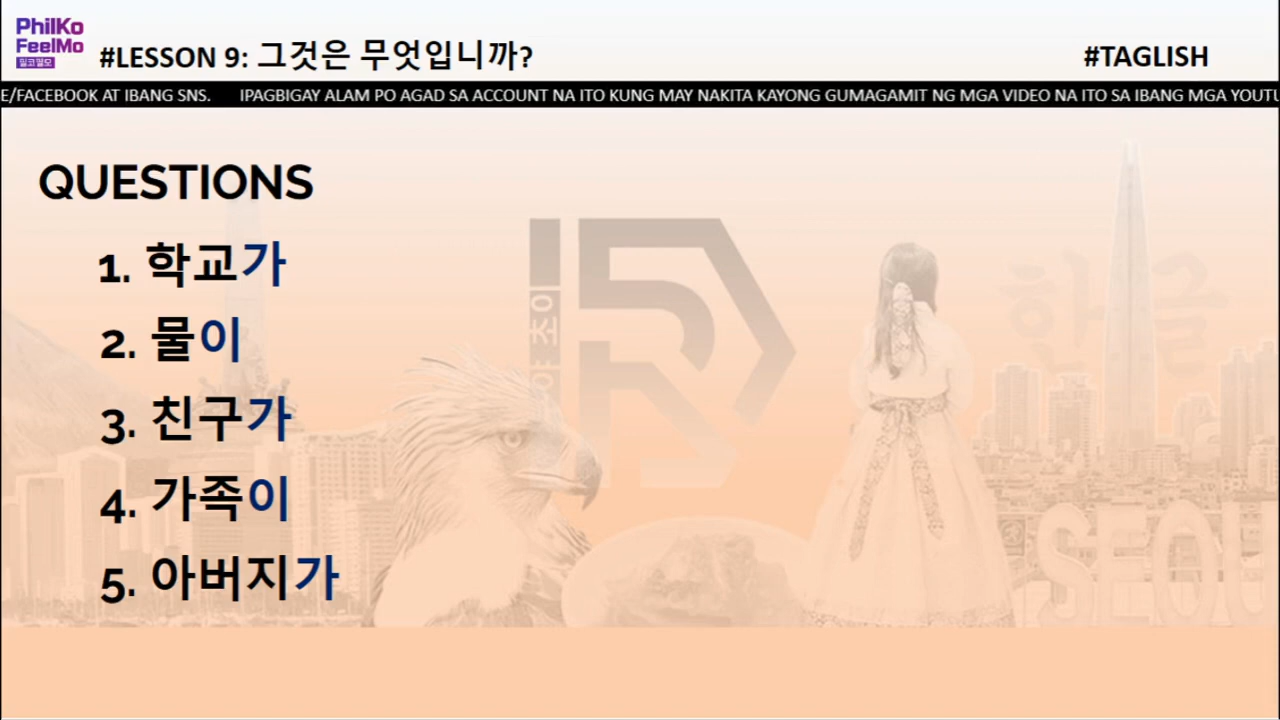 PhilKo
FeelMo
필코필모
#LESSON 9: 그것은 무엇입니까?
#TAGLISH
E/FACEBOOK AT IBANG SNS. IPAGBIGAY ALAM PO AGAD SA ACCOUNT NA ITO KUNG MAY NAKITA KAYONG GUMAGAMIT NG MGA VIDEO NA ITO SA IBANG MGA YOUTU
QUESTIONS
1. 학교가
2. 물이
3. 친구가
4. 가족이
5. 아버지가
한글
SEOU